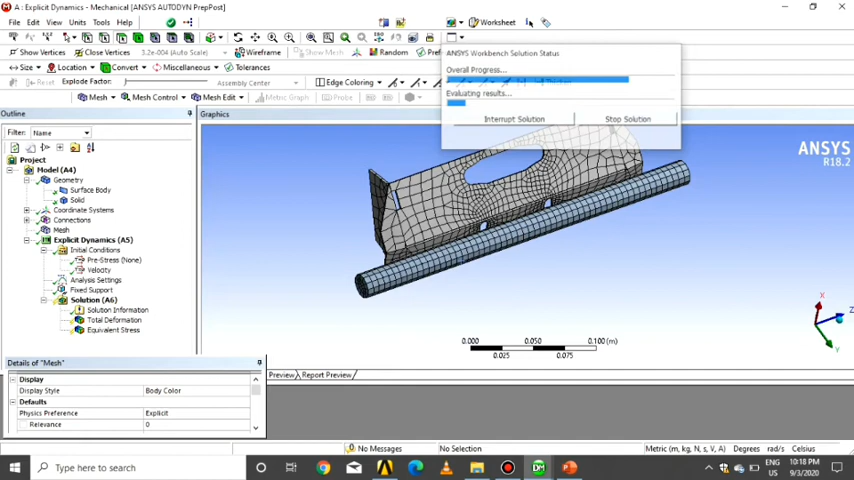 A : Explicit Dynamics - Mechanical [ANSYS AUTODYN PrepPost]
File Edit View Units Tools Help Worksheet
Show Vertices Close Vertices 3.2e-004 (Auto Scale) Wireframe Show Mesh Random Pref
Size Location Convert Miscellaneous Tolerances
Reset Explode Factor: Assembly Center Edge Coloring
Mesh Mesh Control Mesh Edit Metric Graph Probe
ANSYS Workbench Solution Status
Overall Progress...
Evaluating results...
Interrupt Solution Stop Solution
Outline
Filter: Name
Project
Model (A4)
Geometry
Surface Body
Solid
Coordinate Systems
Connections
Mesh
Explicit Dynamics (A5)
Initial Conditions
Pre-Stress (None)
Velocity
Analysis Settings
Fixed Support
Solution (A6)
Solution Information
Total Deformation
Equivalent Stress
Graphics
ANSYS
R18.2
0.000 0.050 0.100 (m)
0.025 0.075
X
Z
Y
Details of "Mesh"
Display
Display Style Body Color
Defaults
Physics Preference Explicit
Relevance 0
Preview Report Preview
No Messages No Selection Metric (m, kg, N, s, V, A) Degrees rad/s Celsius
Type here to search
DM
ENG
US
10:18 PM
9/3/2020